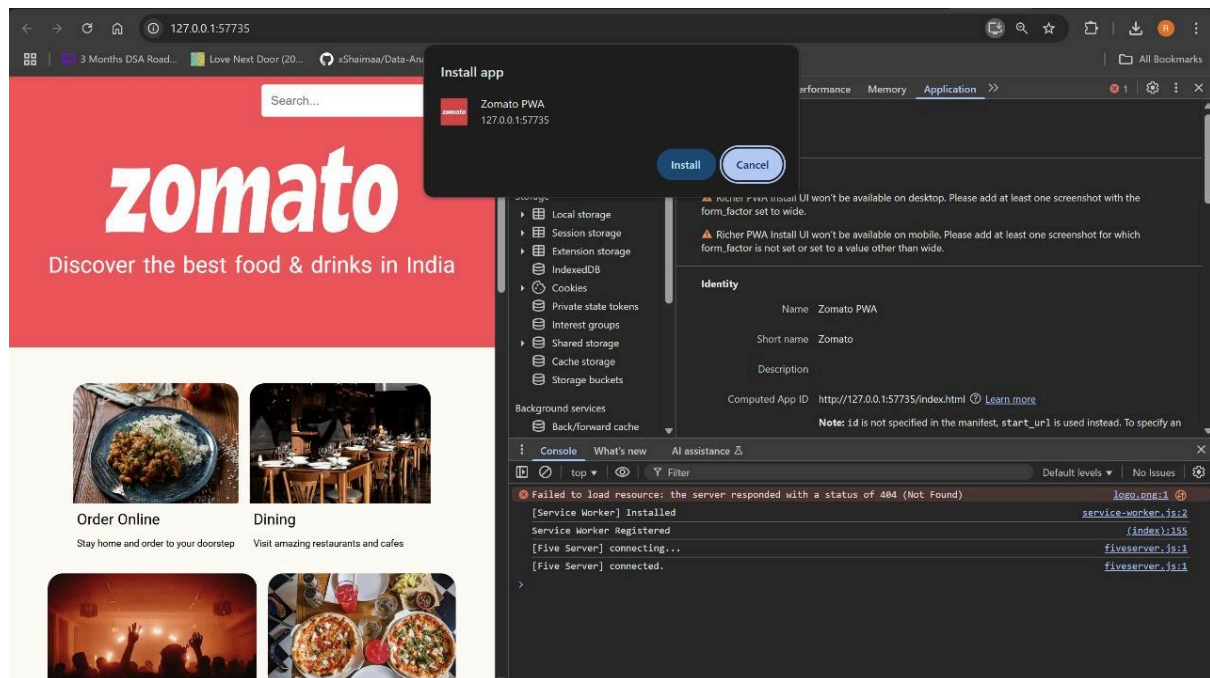 127.0.0.1:57735
R
3 Months DSA Road...
Love Next Door (20...
xShaimaa/Data-An
All Bookmarks
Install app
Zomato PWA
127.0.0.1:57735
Install
Cancel
Search...
zomato
Discover the best food & drinks in India
Order Online
Stay home and order to your doorstep
Dining
Visit amazing restaurants and cafes
Performance
Memory
Application
1
Storage
Local storage
Session storage
Extension storage
IndexedDB
Cookies
Private state tokens
Interest groups
Shared storage
Cache storage
Storage buckets
Background services
Back/forward cache
Richer PWA Install UI won't be available on desktop. Please add at least one screenshot with the
form_factor set to wide.
Richer PWA Install UI won't be available on mobile. Please add at least one screenshot for which
form_factor is not set or set to a value other than wide.
Identity
Name Zomato PWA
Short name Zomato
Description
Computed App ID http://127.0.0.1:57735/index.html Learn more
Note: id is not specified in the manifest, start_url is used instead. To specify an
Console
What's new
AI assistance
top
Filter
Default levels
No Issues
Failed to load resource: the server responded with a status of 404 (Not Found) logo.png:1
[Service Worker] Installed service-worker.js:2
Service Worker Registered (index):155
[Five Server] connecting... fiveserver.js:1
[Five Server] connected. fiveserver.js:1